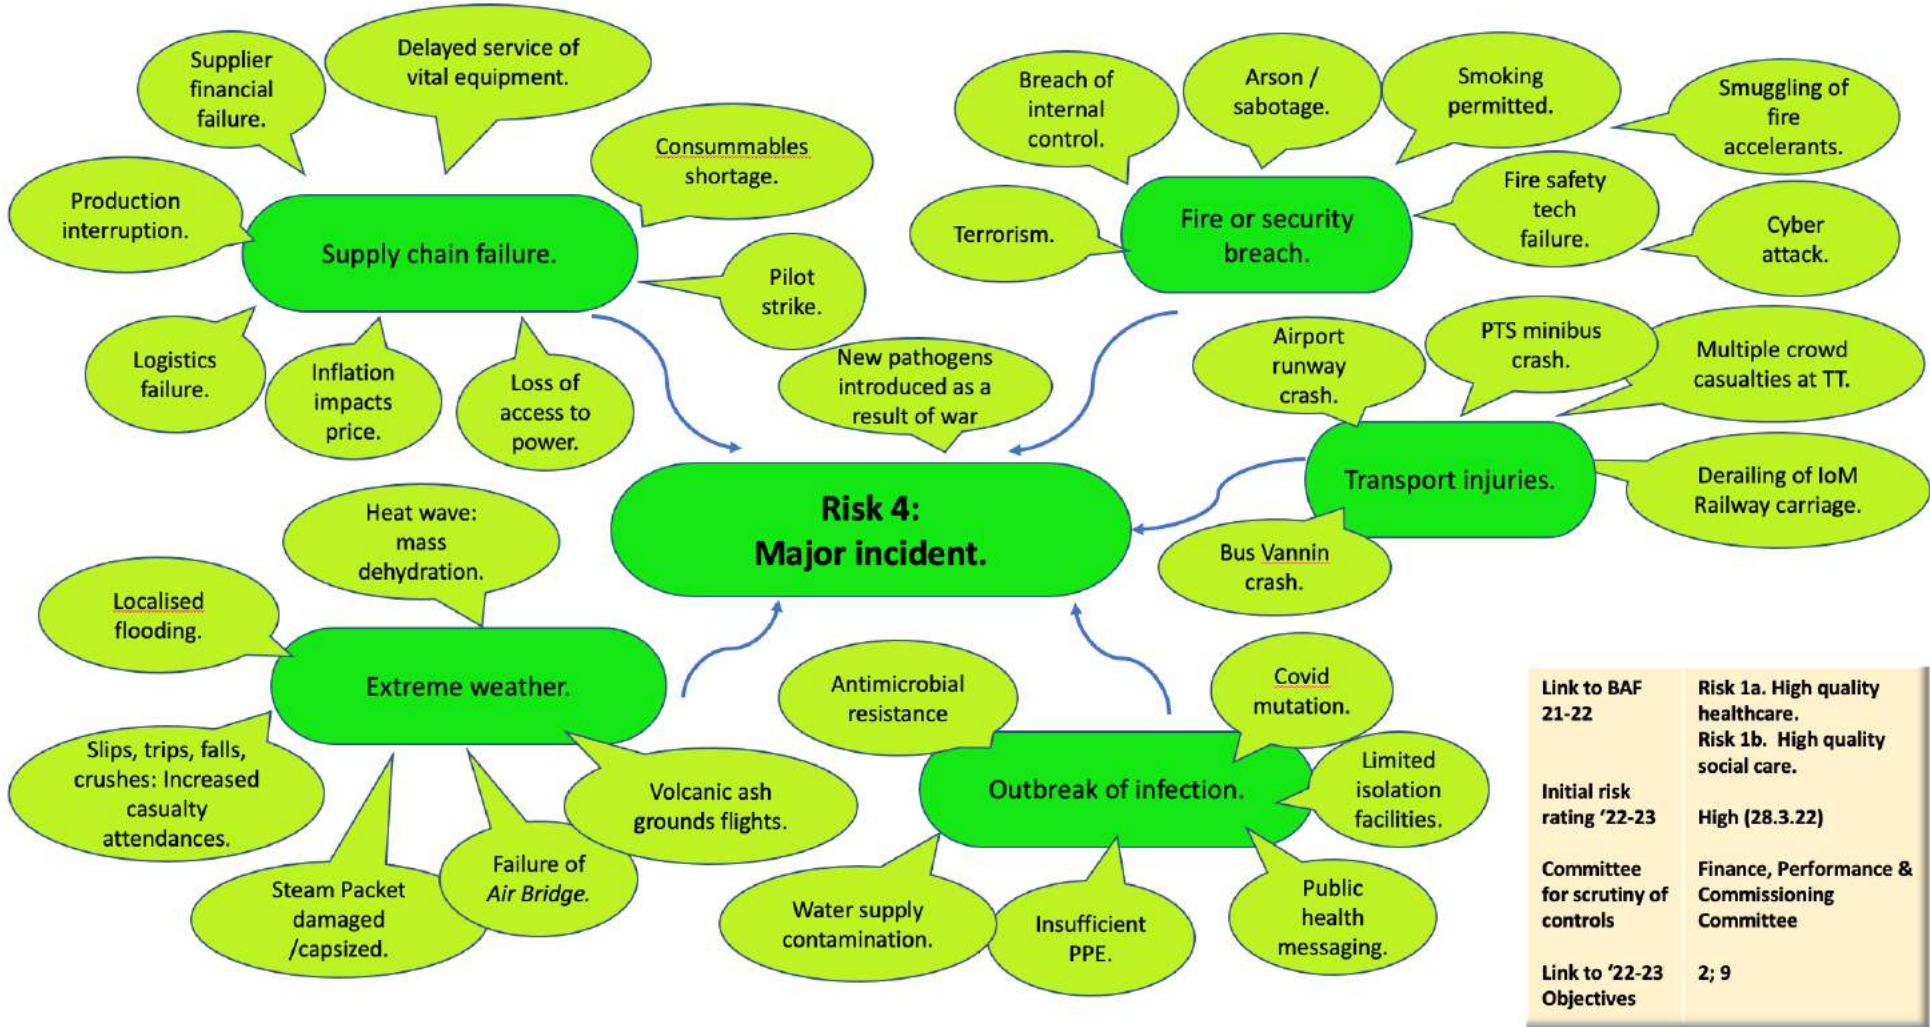 Supplier
financial
failure.
Delayed service of
vital equipment.
Consummables
shortage.
Production
interruption.
Supply chain failure.
Pilot
strike.
Logistics
failure.
Inflation
impacts
price.
Loss of
access to
power.
New pathogens
introduced as a
result of war
Breach of
internal
control.
Arson /
sabotage.
Smoking
permitted.
Smuggling of
fire
accelerants.
Terrorism.
Fire or security
breach.
Fire safety
tech
failure.
Cyber
attack.
Airport
runway
crash.
PTS minibus
crash.
Multiple crowd
casualties at TT.
Transport injuries.
Derailing of IoM
Railway carriage.
Bus Vannin
crash.
Risk 4:
Major incident.
Heat wave:
mass
dehydration.
Localised
flooding.
Extreme weather.
Slips, trips, falls,
crushes: Increased
casualty
attendances.
Steam Packet
damaged
/capsized.
Failure of
Air Bridge.
Volcanic ash
grounds flights.
Antimicrobial
resistance
Covid
mutation.
Outbreak of infection.
Limited
isolation
facilities.
Water supply
contamination.
Insufficient
PPE.
Public
health
messaging.
Link to BAF
21-22
Risk 1a. High quality
healthcare.
Risk 1b. High quality
social care.
Initial risk
rating ‘22-23
High (28.3.22)
Committee
for scrutiny of
controls
Finance, Performance &
Commissioning
Committee
Link to ‘22-23
Objectives
2; 9